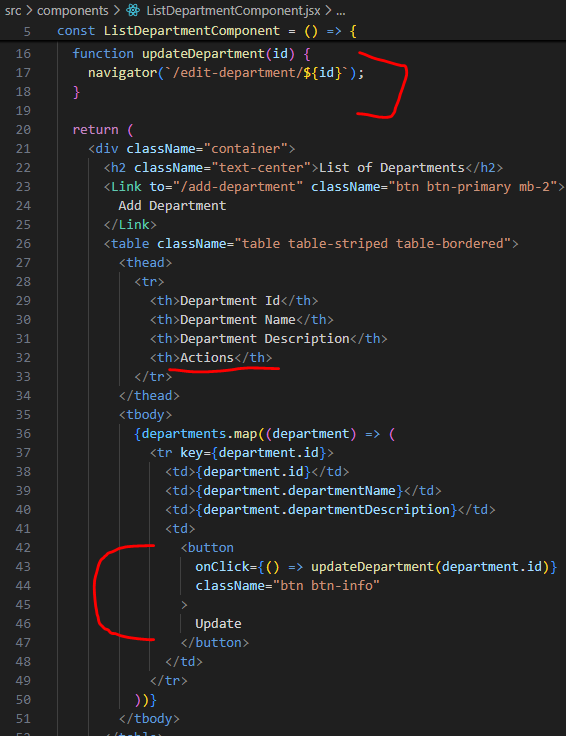 src > components > ListDepartmentComponent.jsx > ...
5 const ListDepartmentComponent = () => {
16 function updateDepartment(id) {
17 navigator(`/edit-department/${id}`);
18 }
19
20 return (
21 <div className="container">
22 <h2 className="text-center">List of Departments</h2>
23 <Link to="/add-department" className="btn btn-primary mb-2">
24 Add Department
25 </Link>
26 <table className="table table-striped table-bordered">
27 <thead>
28 <tr>
29 <th>Department Id</th>
30 <th>Department Name</th>
31 <th>Department Description</th>
32 <th>Actions</th>
33 </tr>
34 </thead>
35 <tbody>
36 {departments.map((department) => (
37 <tr key={department.id}>
38 <td>{department.id}</td>
39 <td>{department.departmentName}</td>
40 <td>{department.departmentDescription}</td>
41 <td>
42 <button
43 onClick={() => updateDepartment(department.id)}
44 className="btn btn-info"
45 >
46 Update
47 </button>
48 </td>
49 </tr>
50 ))}
51 </tbody>
52 </table>